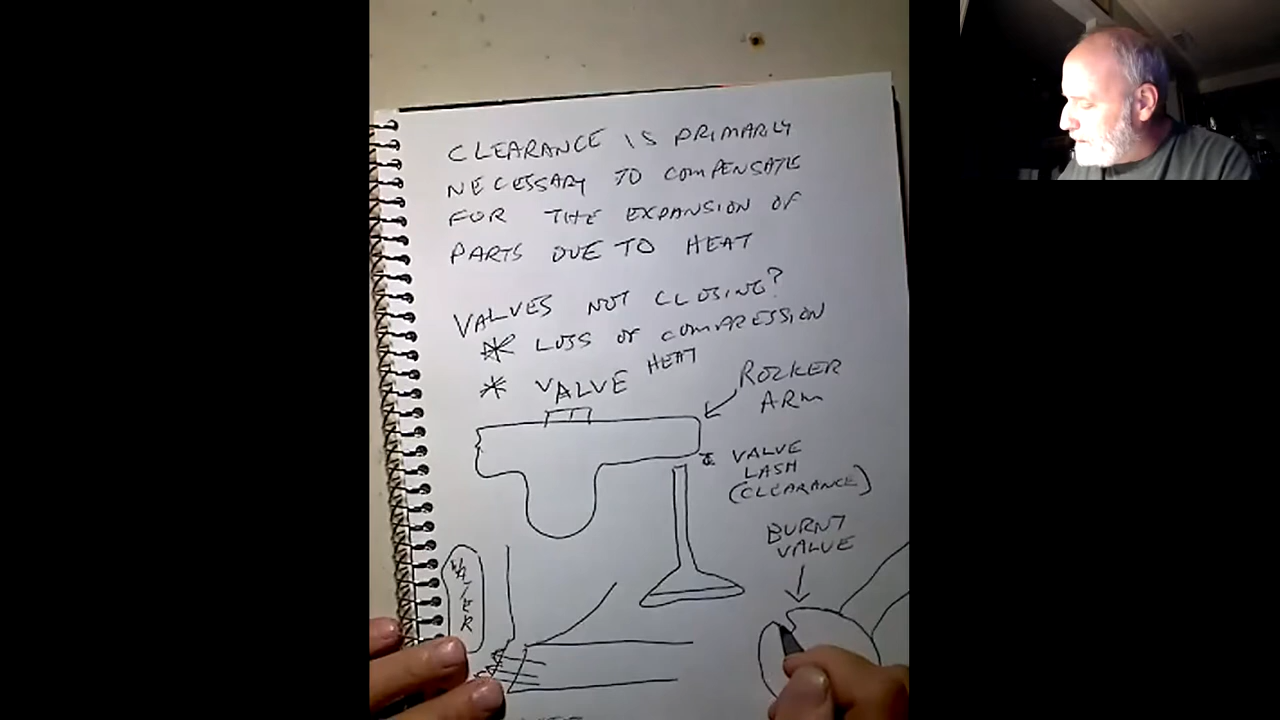 CLEARANCE IS PRIMARILY
NECESSARY TO COMPENSATE
FOR THE EXPANSION OF
PARTS DUE TO HEAT
VALVES NOT CLOSING?
* LOSS OF COMPRESSION
* VALVE HEAT
ROCKER
ARM
VALVE
LASH
(CLEARANCE)
BURNT
VALVE
WATER